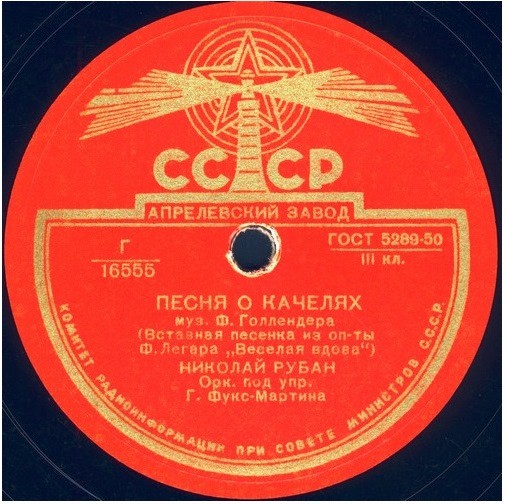 СССР
АПРЕЛЕВСКИЙ ЗАВОД
Г
16555
ГОСТ 5289-50
III кл.
ПЕСНЯ О КАЧЕЛЯХ
муз. Ф. Голлендера
(Вставная песенка из оп-ты
Ф. Легара „Веселая вдова")
НИКОЛАЙ РУБАН
Орк. под упр.
Г. Фукс-Мартина
КОМИТЕТ РАДИОИНФОРМАЦИИ ПРИ СОВЕТЕ МИНИСТРОВ С.С.С.Р.